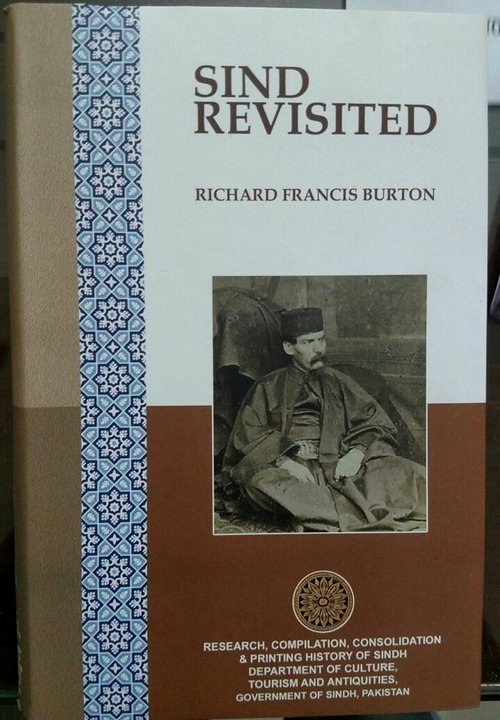 SIND
REVISITED
RICHARD FRANCIS BURTON
RESEARCH, COMPILATION, CONSOLIDATION
& PRINTING HISTORY OF SINDH
DEPARTMENT OF CULTURE,
TOURISM AND ANTIQUITIES,
GOVERNMENT OF SINDH, PAKISTAN